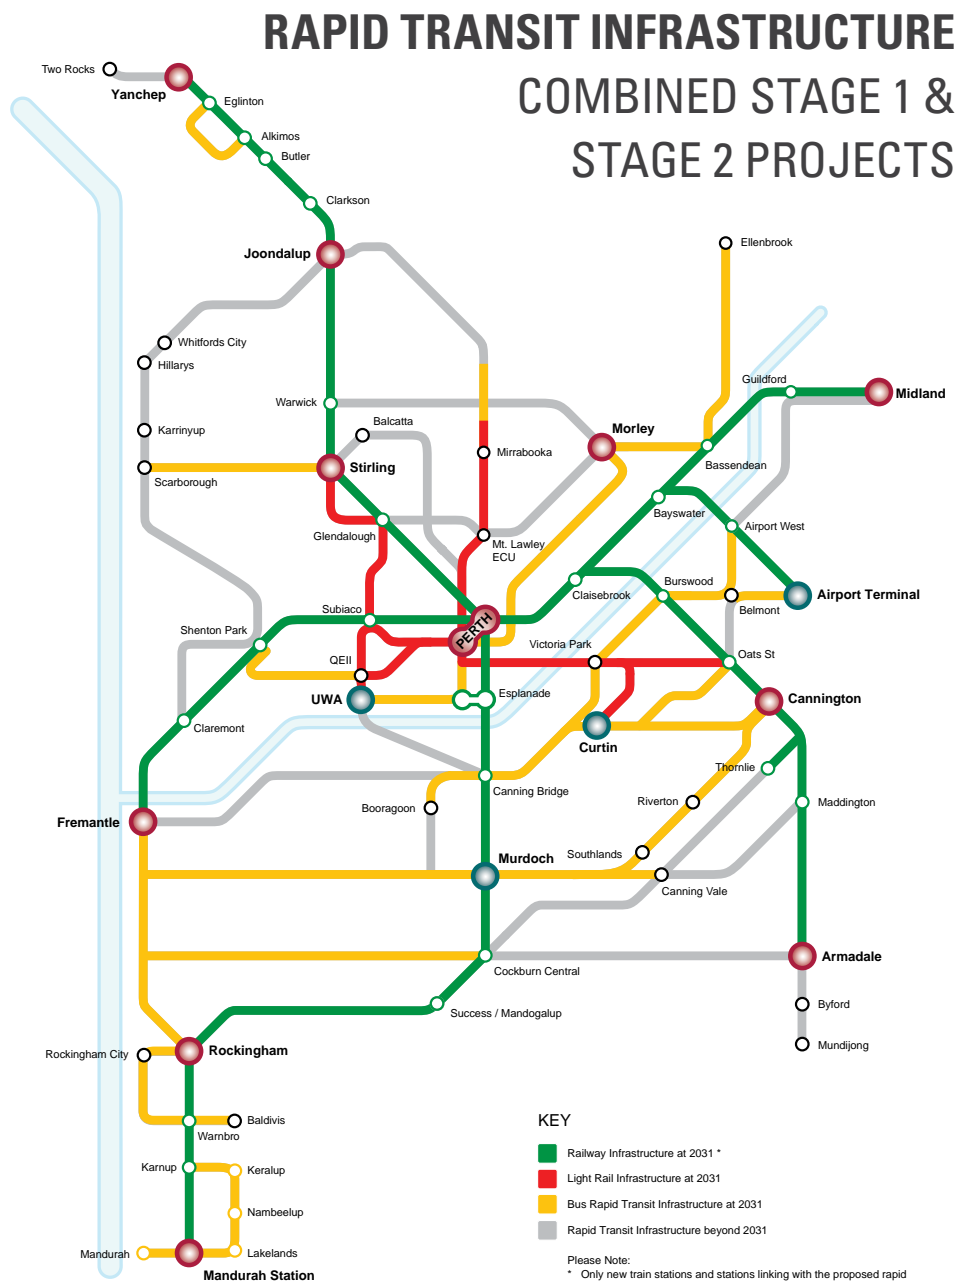 RAPID TRANSIT INFRASTRUCTURE
COMBINED STAGE 1 &
STAGE 2 PROJECTS
Two Rocks
Yanchep
Eglinton
Alkimos
Butler
Clarkson
Joondalup
Ellenbrook
Whitfords City
Hillarys
Guildford
Midland
Warwick
Balcatta
Karrinyup
Morley
Mirrabooka
Stirling
Bassendean
Scarborough
Bayswater
Airport West
Glendalough
Mt. Lawley
ECU
Claisebrook
Burswood
Airport Terminal
Belmont
Subiaco
Shenton Park
PERTH
Victoria Park
Oats St
QEII
UWA
Esplanade
Cannington
Claremont
Curtin
Thornlie
Canning Bridge
Booragoon
Riverton
Maddington
Fremantle
Southlands
Murdoch
Canning Vale
Armadale
Cockburn Central
Byford
Success / Mandogalup
Mundijong
Rockingham
Rockingham City
Baldivis
Warnbro
Karnup
Keralup
Nambeelup
Mandurah
Lakelands
Mandurah Station
KEY
Railway Infrastructure at 2031 *
Light Rail Infrastructure at 2031
Bus Rapid Transit Infrastructure at 2031
Rapid Transit Infrastructure beyond 2031
Please Note:
* Only new train stations and stations linking with the proposed rapid